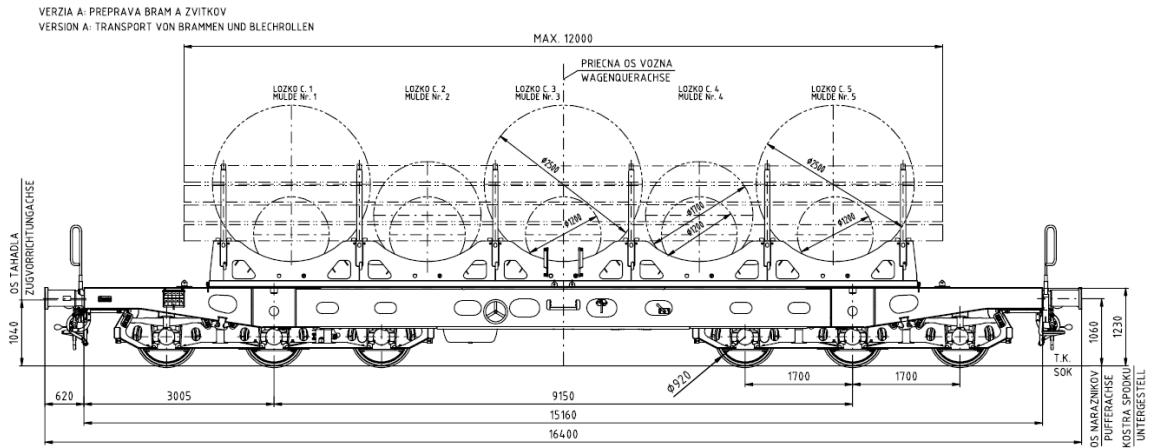 VERZIA A: PREPRAVA BRAM A ZVITKOV
VERSION A: TRANSPORT VON BRAMMEN UND BLECHROLLEN
MAX. 12000
PRIECNA OS VOZNA
WAGENQUERACHSE
LOZKO C. 1
MULDE Nr. 1
LOZKO C. 2
MULDE Nr. 2
LOZKO C. 3
MULDE Nr. 3
LOZKO C. 4
MULDE Nr. 4
LOZKO C. 5
MULDE Nr. 5
Ø2500
Ø1200
Ø1700
Ø1200
Ø2500
Ø1200
OS TAHADLA
ZUGVORRICHTUNGACHSE
1040
Ø920
1700
1700
T.K.
SOK
1060
1230
OS NARAZNIKOV
PUFFERACHSE
KOSTRA SPODKU
UNTERGESTELL
620
3005
9150
15160
16400